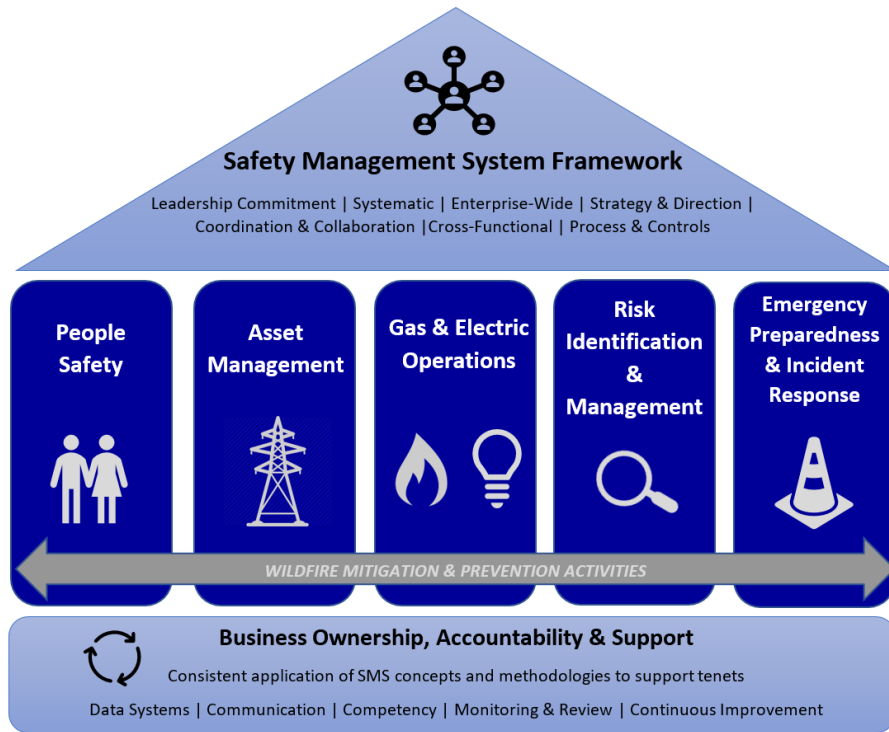 Safety Management System Framework
Leadership Commitment | Systematic | Enterprise-Wide | Strategy & Direction |
Coordination & Collaboration |Cross-Functional | Process & Controls
People
Safety
Asset
Management
Gas & Electric
Operations
Risk
Identification
&
Management
Emergency
Preparedness
& Incident
Response
WILDFIRE MITIGATION & PREVENTION ACTIVITIES
Business Ownership, Accountability & Support
Consistent application of SMS concepts and methodologies to support tenets
Data Systems | Communication | Competency | Monitoring & Review | Continuous Improvement